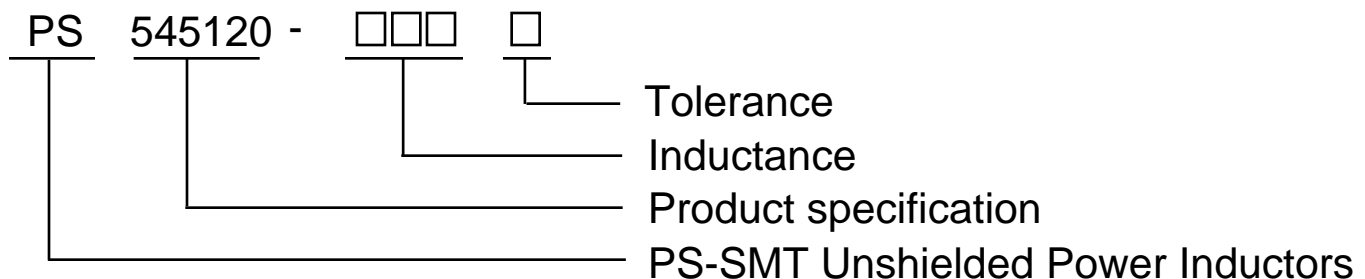 PS 545120 - □□□ □
Tolerance
Inductance
Product specification
PS-SMT Unshielded Power Inductors